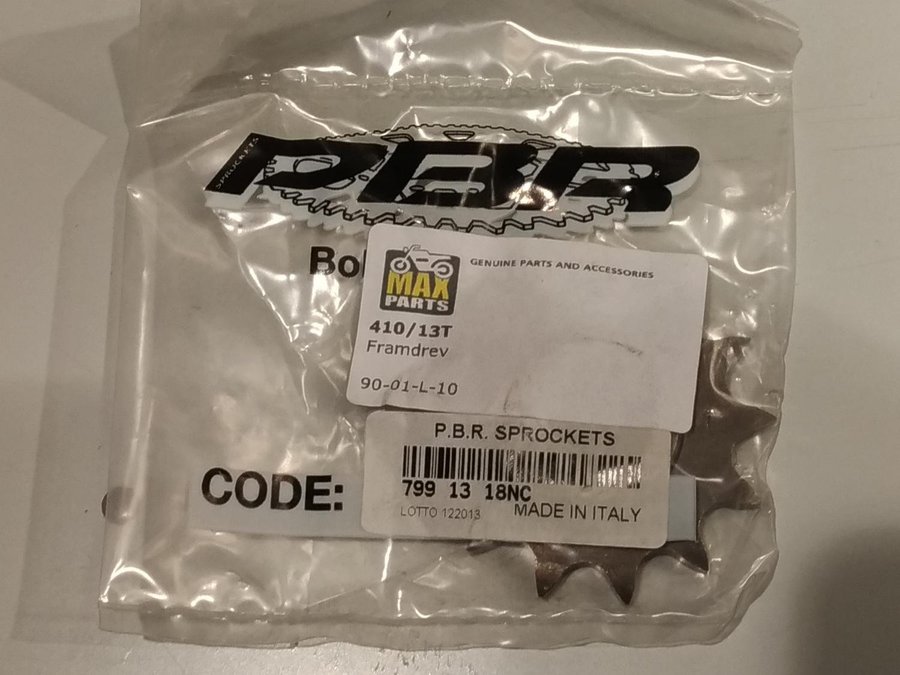 SPROCKETS
PBR
Bo
MAX
PARTS
GENUINE PARTS AND ACCESSORIES
410/13T
Framdrev
90-01-L-10
P.B.R. SPROCKETS
799 13 18NC
LOTTO 122013
MADE IN ITALY
CODE: